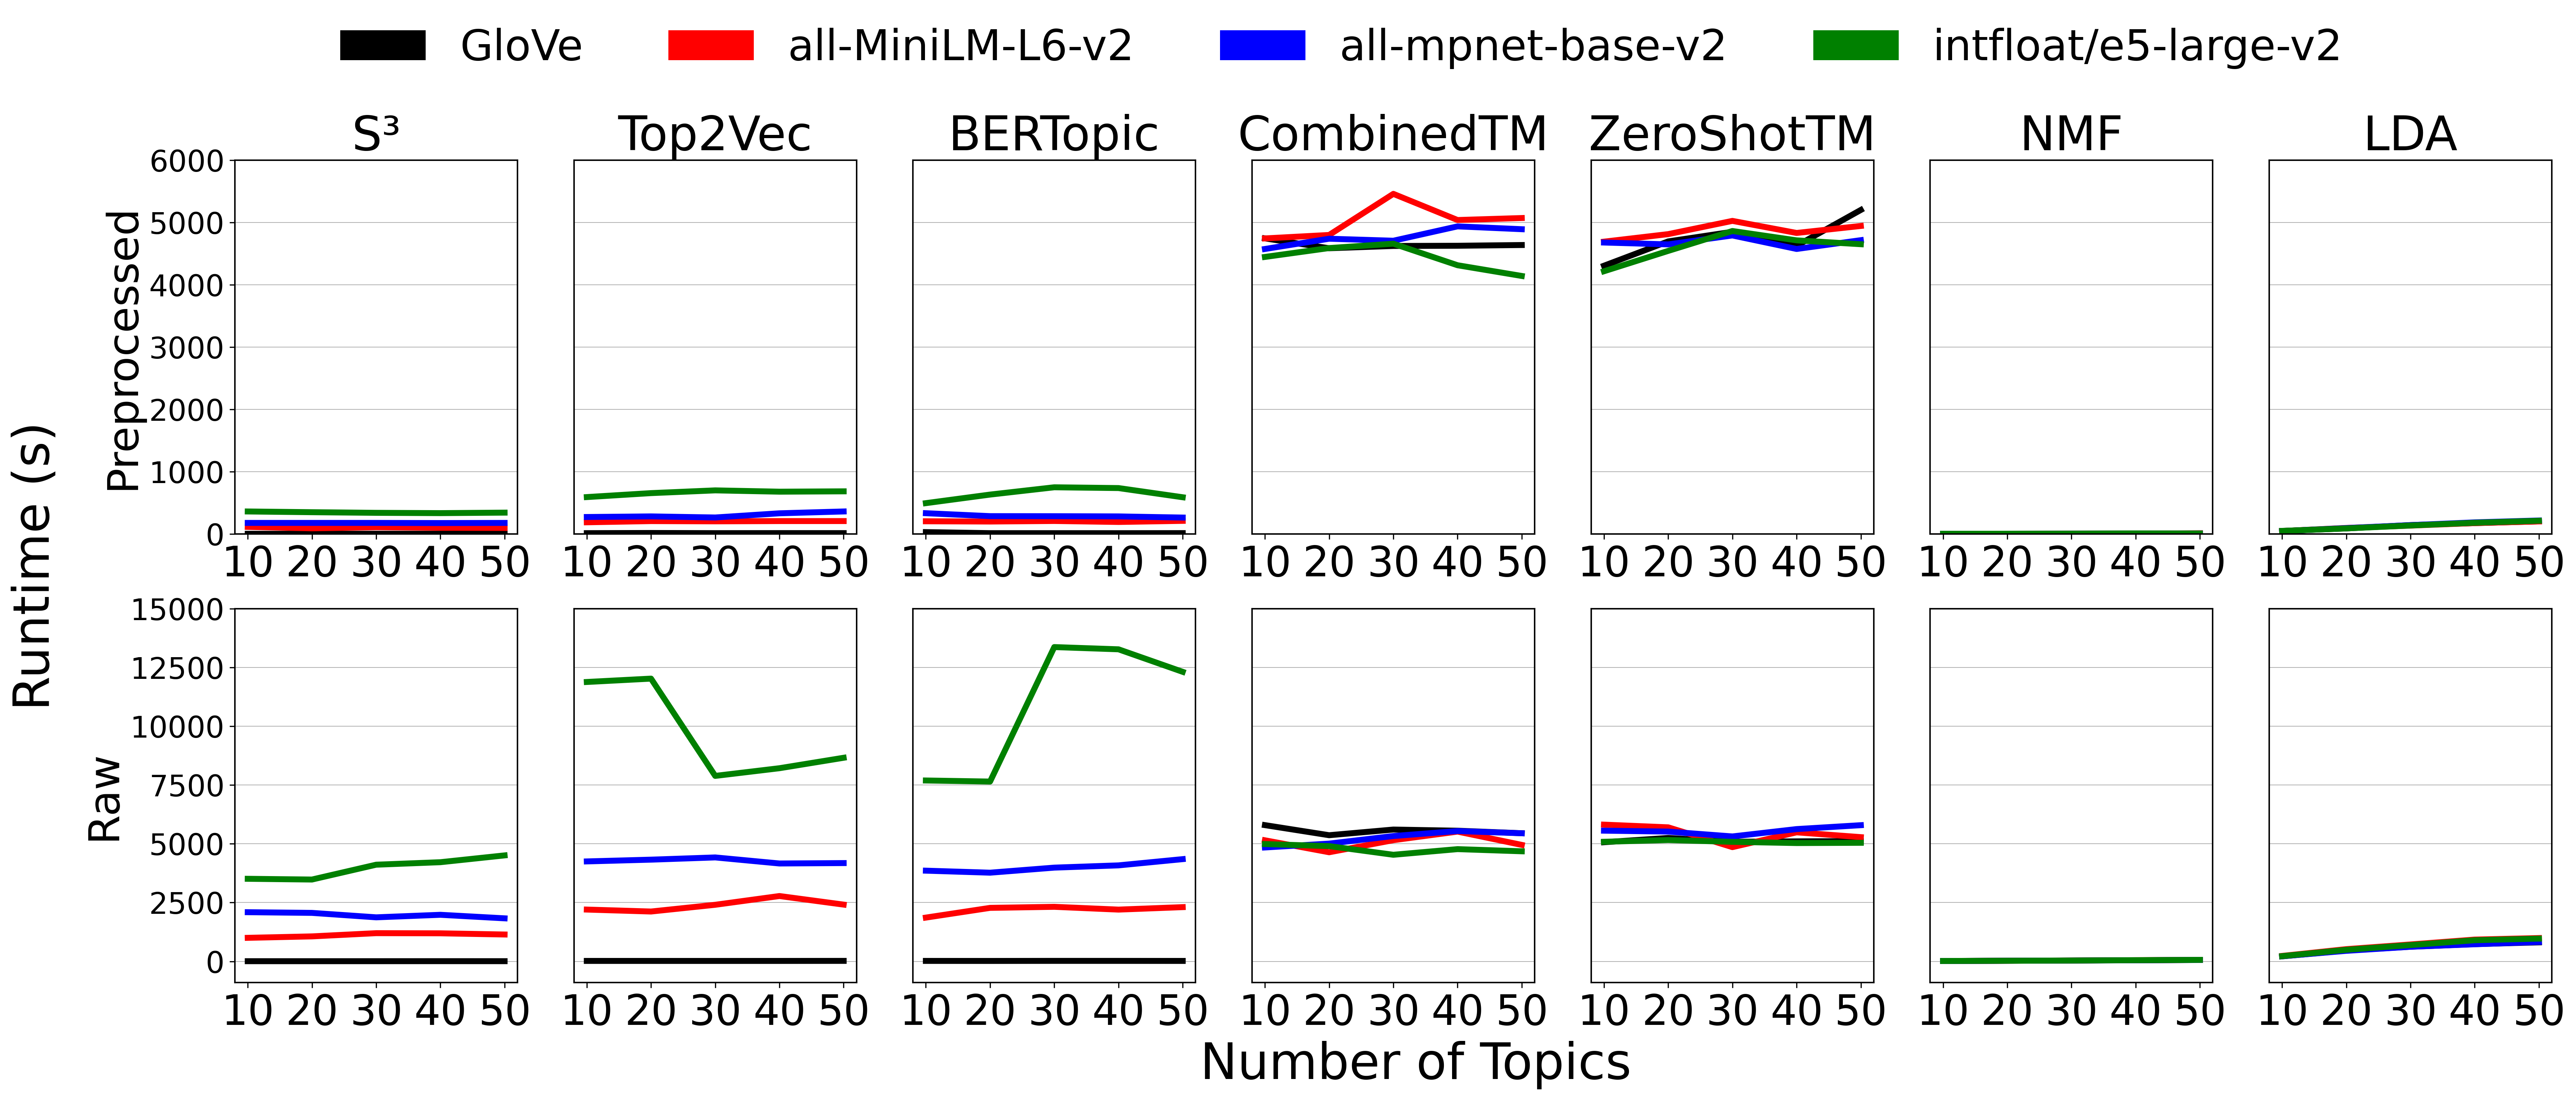 GloVe all-MiniLM-L6-v2 all-mpnet-base-v2 intfloat/e5-large-v2
S³ Top2Vec BERTopic CombinedTM ZeroShotTM NMF LDA
Runtime (s)
Preprocessed
6000
5000
4000
3000
2000
1000
0
10 20 30 40 50 10 20 30 40 50 10 20 30 40 50 10 20 30 40 50 10 20 30 40 50 10 20 30 40 50 10 20 30 40 50
Raw
15000
12500
10000
7500
5000
2500
0
10 20 30 40 50 10 20 30 40 50 10 20 30 40 50 10 20 30 40 50 10 20 30 40 50 10 20 30 40 50 10 20 30 40 50
Number of Topics